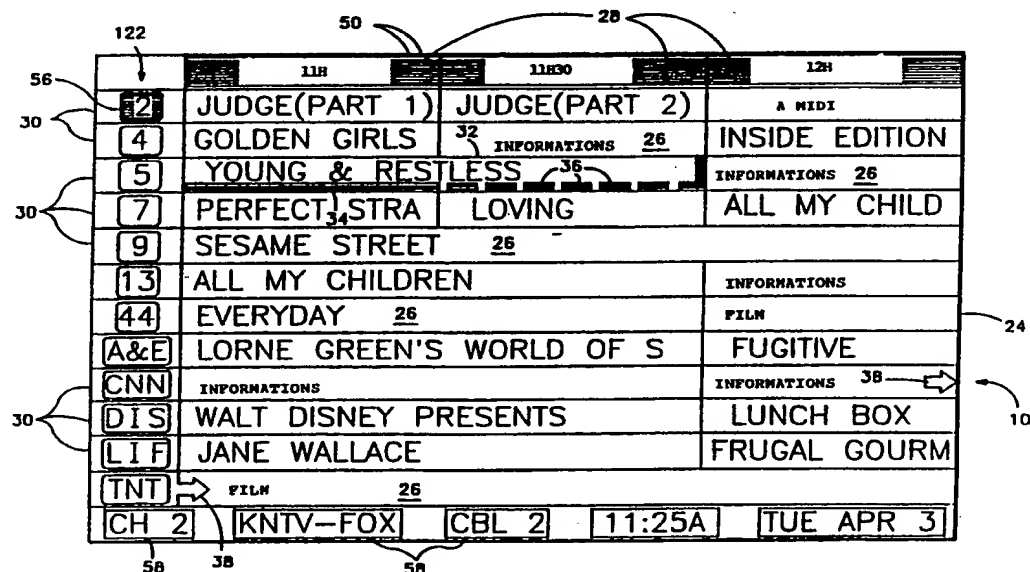 50 28
122
11H 11H30 12H
56
30
2 JUDGE(PART 1) JUDGE(PART 2) A MIDI
4 GOLDEN GIRLS 32 INFORMATIONS 26 INSIDE EDITION
5 YOUNG & RESTLESS 36 INFORMATIONS 26
30
7 PERFECT STRA 34 LOVING ALL MY CHILD
9 SESAME STREET 26
13 ALL MY CHILDREN INFORMATIONS
44 EVERYDAY 26 FILM
24
A&E LORNE GREEN'S WORLD OF S FUGITIVE
CNN INFORMATIONS INFORMATIONS 38
10
30
DIS WALT DISNEY PRESENTS LUNCH BOX
LIF JANE WALLACE FRUGAL GOURM
TNT FILM 26
CH 2 KNTV-FOX CBL 2 11:25A TUE APR 3
58 38 58